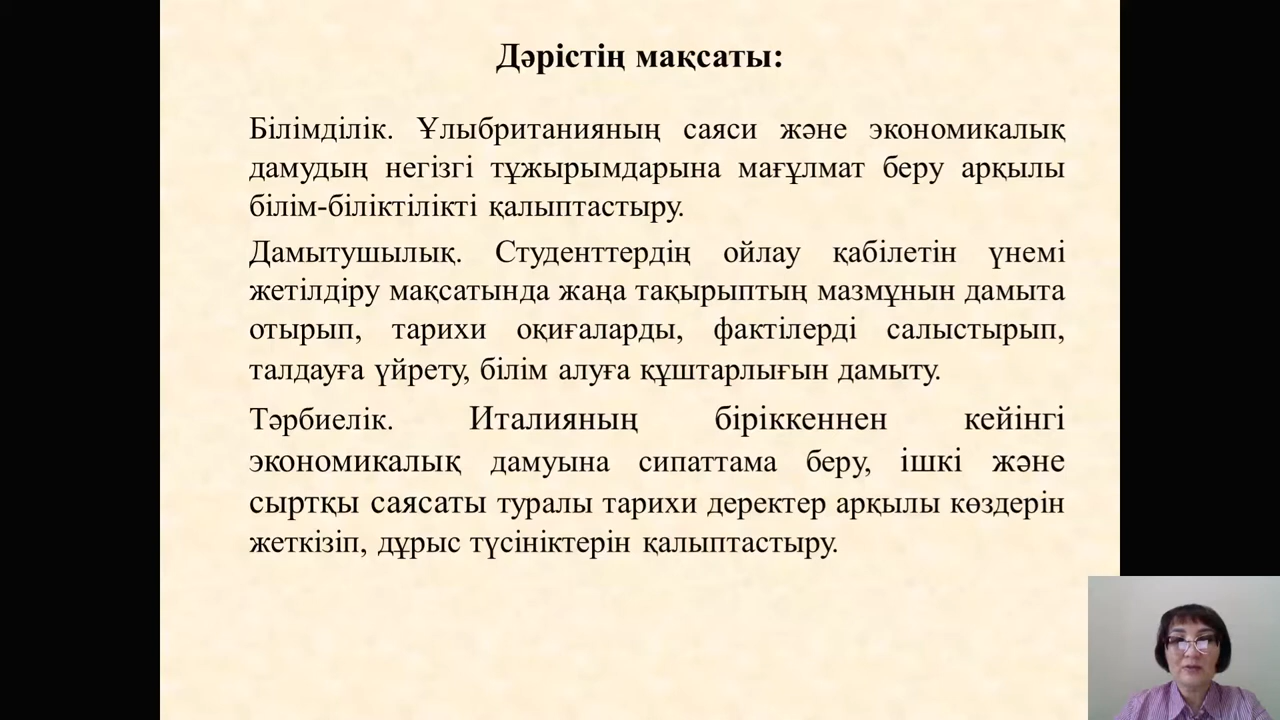 Дәрістің мақсаты:
Білімділік. Ұлыбританияның саяси және экономикалық
дамудың негізгі тұжырымдарына мағұлмат беру арқылы
білім-біліктілікті қалыптастыру.
Дамытушылық. Студенттердің ойлау қабілетін үнемі
жетілдіру мақсатында жаңа тақырыптың мазмұнын дамыта
отырып, тарихи оқиғаларды, фактілерді салыстырып,
талдауға үйрету, білім алуға құштарлығын дамыту.
Тәрбиелік. Италияның біріккеннен кейінгі
экономикалық дамуына сипаттама беру, ішкі және
сыртқы саясаты туралы тарихи деректер арқылы көздерін
жеткізіп, дұрыс түсініктерін қалыптастыру.